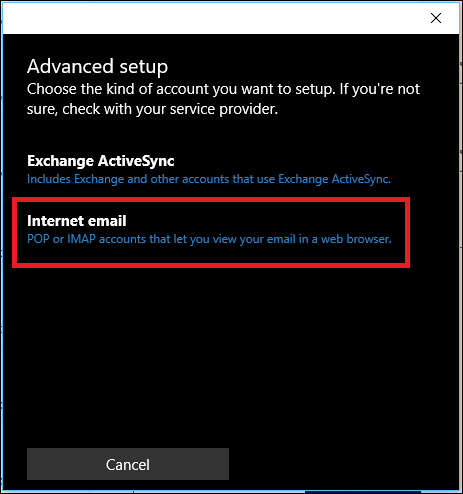 Advanced setup
Choose the kind of account you want to setup. If you're not
sure, check with your service provider.
Exchange ActiveSync
Includes Exchange and other accounts that use Exchange ActiveSync.
Internet email
POP or IMAP accounts that let you view your email in a web browser.
Cancel